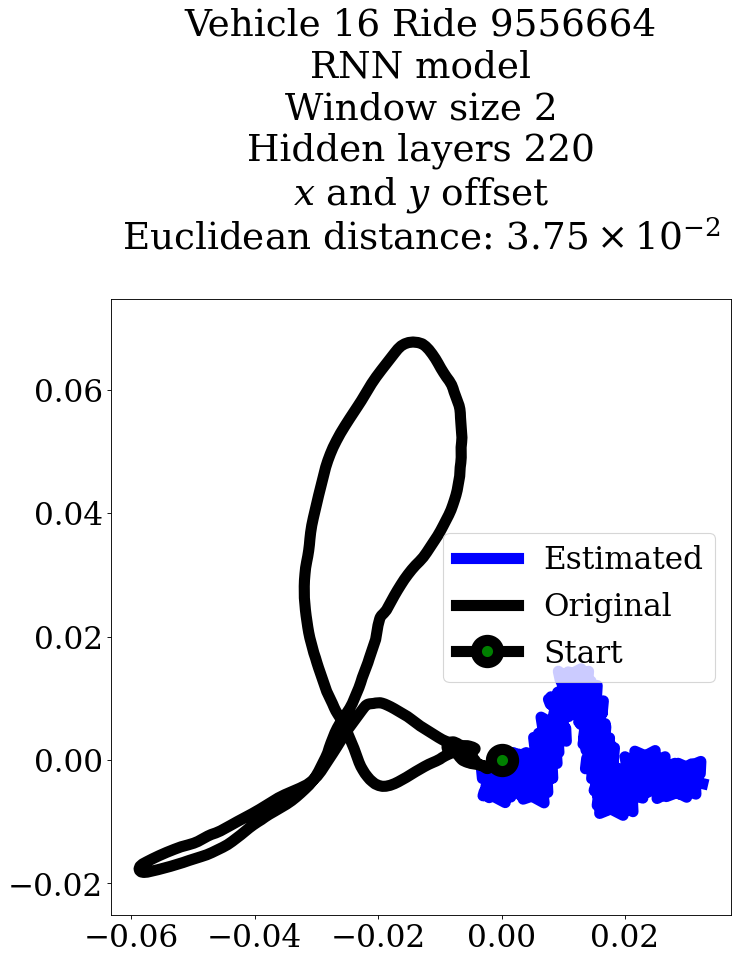 Vehicle 16 Ride 9556664
RNN model
Window size 2
Hidden layers 220
x and y offset
Euclidean distance: 3.75 × 10⁻²
0.06
0.04
0.02
0.00
−0.02
Estimated
Original
Start
−0.06 −0.04 −0.02 0.00 0.02